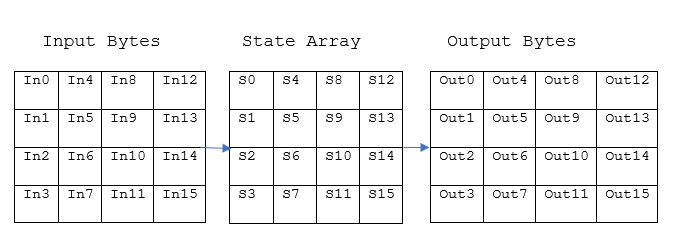 Input Bytes State Array Output Bytes
In0 In4 In8 In12 S0 S4 S8 S12 Out0 Out4 Out8 Out12
In1 In5 In9 In13 S1 S5 S9 S13 Out1 Out5 Out9 Out13
In2 In6 In10 In14 S2 S6 S10 S14 Out2 Out6 Out10 Out14
In3 In7 In11 In15 S3 S7 S11 S15 Out3 Out7 Out11 Out15